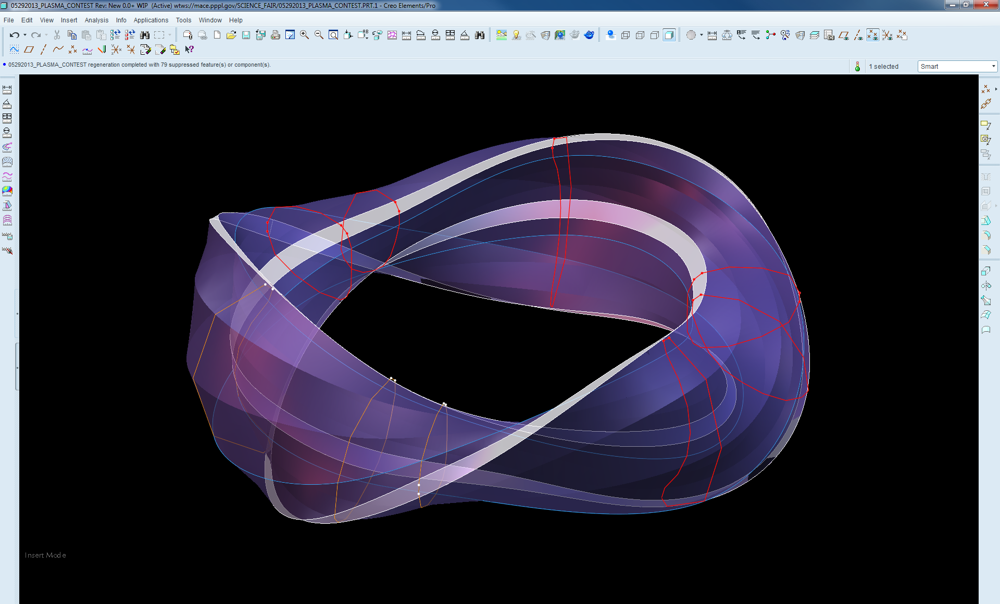 05292013_PLASMA_CONTEST Rev: New 0.0+ WIP (Active) wtws://mace.pppl.gov/SCIENCE_FAIR/05292013_PLASMA_CONTEST.PRT.1 - Creo Elements/Pro
File Edit View Insert Analysis Info Applications Tools Window Help
05292013_PLASMA_CONTEST regeneration completed with 79 suppressed feature(s) or component(s).
1 selected
Smart
Insert Mode